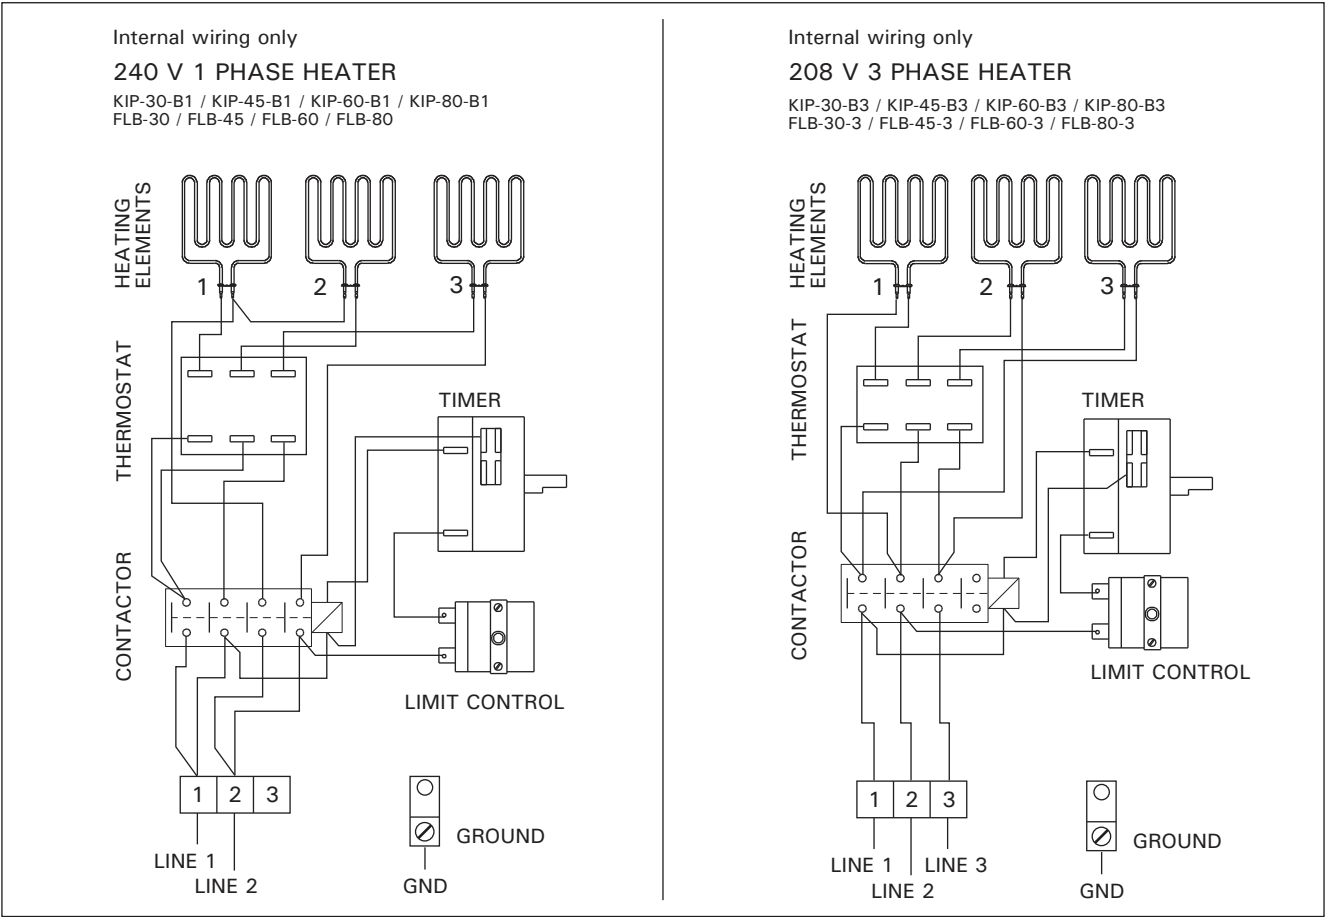 Internal wiring only
240 V 1 PHASE HEATER
KIP-30-B1 / KIP-45-B1 / KIP-60-B1 / KIP-80-B1
FLB-30 / FLB-45 / FLB-60 / FLB-80
HEATING
ELEMENTS
1
2
3
THERMOSTAT
TIMER
CONTACTOR
LIMIT CONTROL
1 2 3
GROUND
LINE 1
LINE 2
GND
Internal wiring only
208 V 3 PHASE HEATER
KIP-30-B3 / KIP-45-B3 / KIP-60-B3 / KIP-80-B3
FLB-30-3 / FLB-45-3 / FLB-60-3 / FLB-80-3
HEATING
ELEMENTS
1
2
3
THERMOSTAT
TIMER
CONTACTOR
LIMIT CONTROL
1 2 3
GROUND
LINE 1
LINE 3
LINE 2
GND